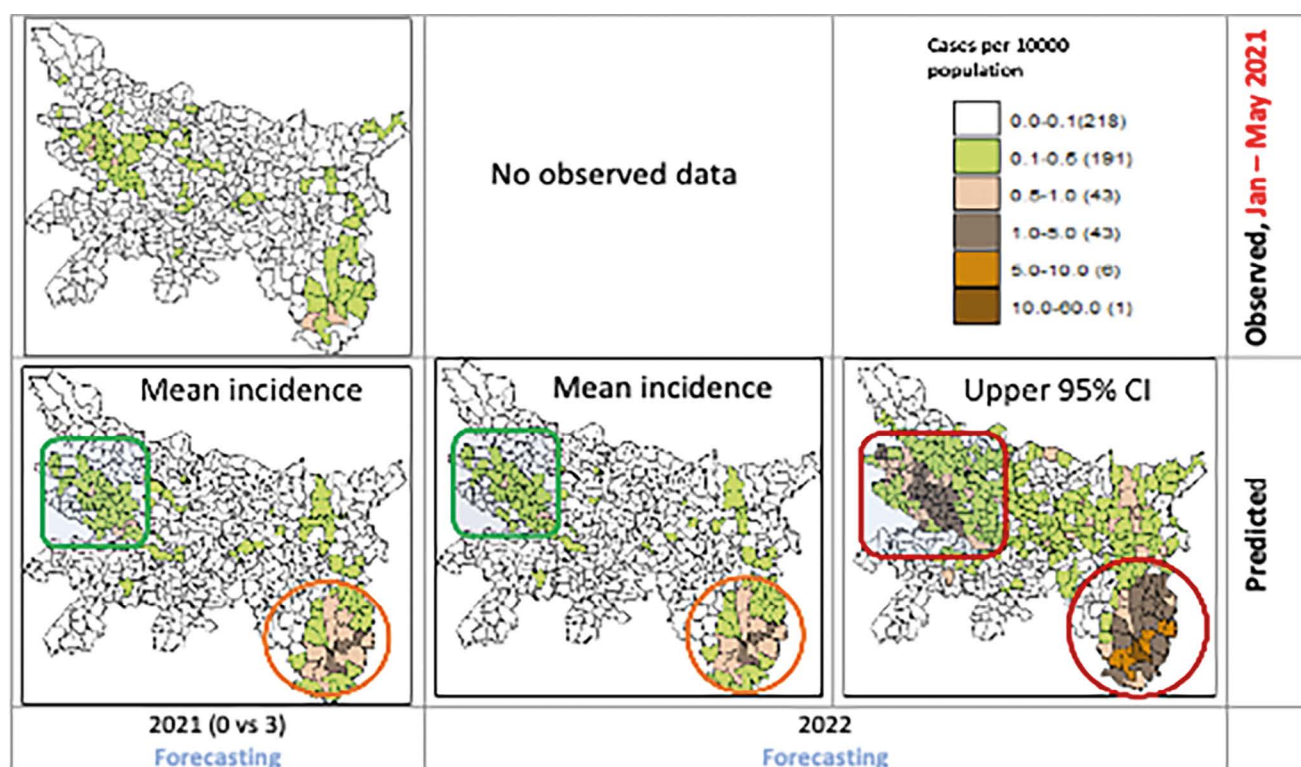 Cases per 10000
population
0.0-0.1(218)
0.1-0.5 (191)
0.5-1.0 (43)
1.0-5.0 (43)
5.0-10.0 (6)
10.0-60.0 (1)
No observed data
Observed, Jan – May 2021
Mean incidence
Mean incidence
Upper 95% CI
Predicted
2021 (0 vs 3)
2022
Forecasting
Forecasting